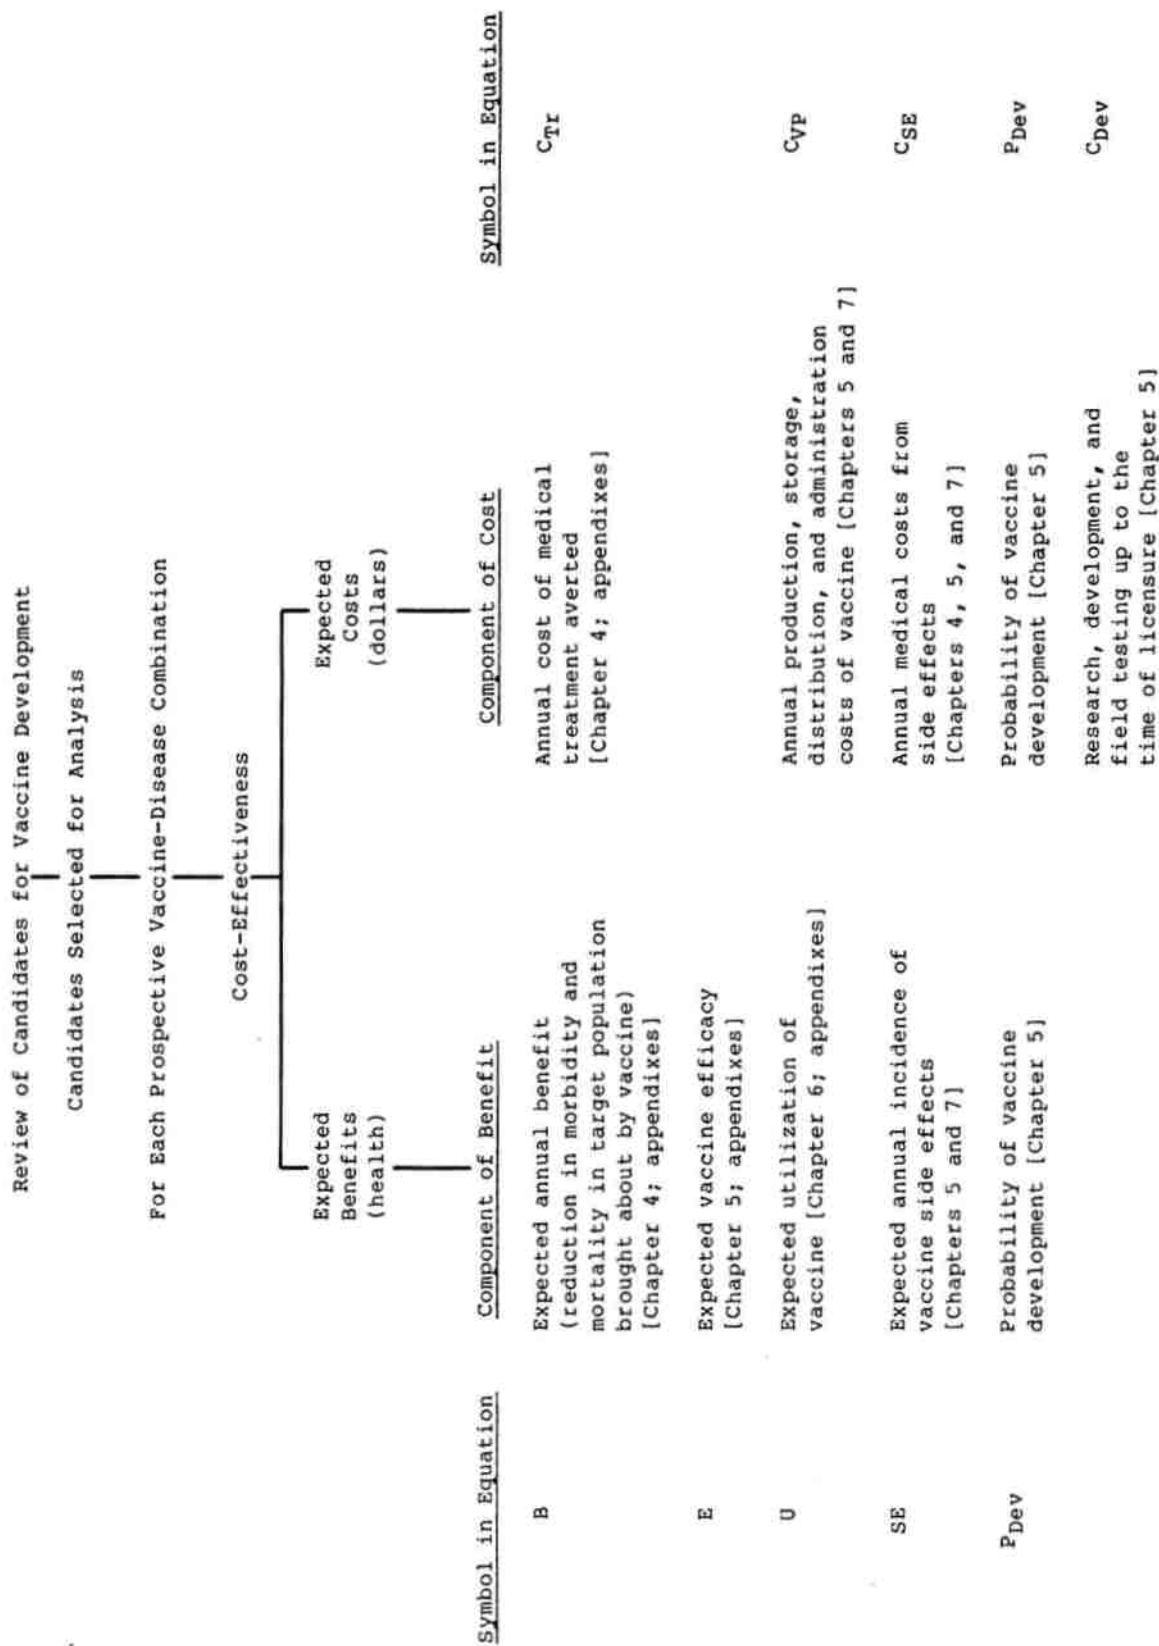 Review of Candidates for Vaccine Development
Candidates Selected for Analysis
For Each Prospective Vaccine-Disease Combination
Cost-Effectiveness
Expected
Benefits
(health)
Expected
Costs
(dollars)
Symbol in Equation
Component of Benefit
Component of Cost
Symbol in Equation
B
Expected annual benefit
(reduction in morbidity and
mortality in target population
brought about by vaccine)
[Chapter 4; appendixes]
Annual cost of medical
treatment averted
[Chapter 4; appendixes]
CTr
E
Expected vaccine efficacy
[Chapter 5; appendixes]
U
Expected utilization of
vaccine [Chapter 6; appendixes]
Annual production, storage,
distribution, and administration
costs of vaccine [Chapters 5 and 7]
CVP
SE
Expected annual incidence of
vaccine side effects
[Chapters 5 and 7]
Annual medical costs from
side effects
[Chapters 4, 5, and 7]
CSE
PDev
Probability of vaccine
development [Chapter 5]
Probability of vaccine
development [Chapter 5]
PDev
Research, development, and
field testing up to the
time of licensure [Chapter 5]
CDev